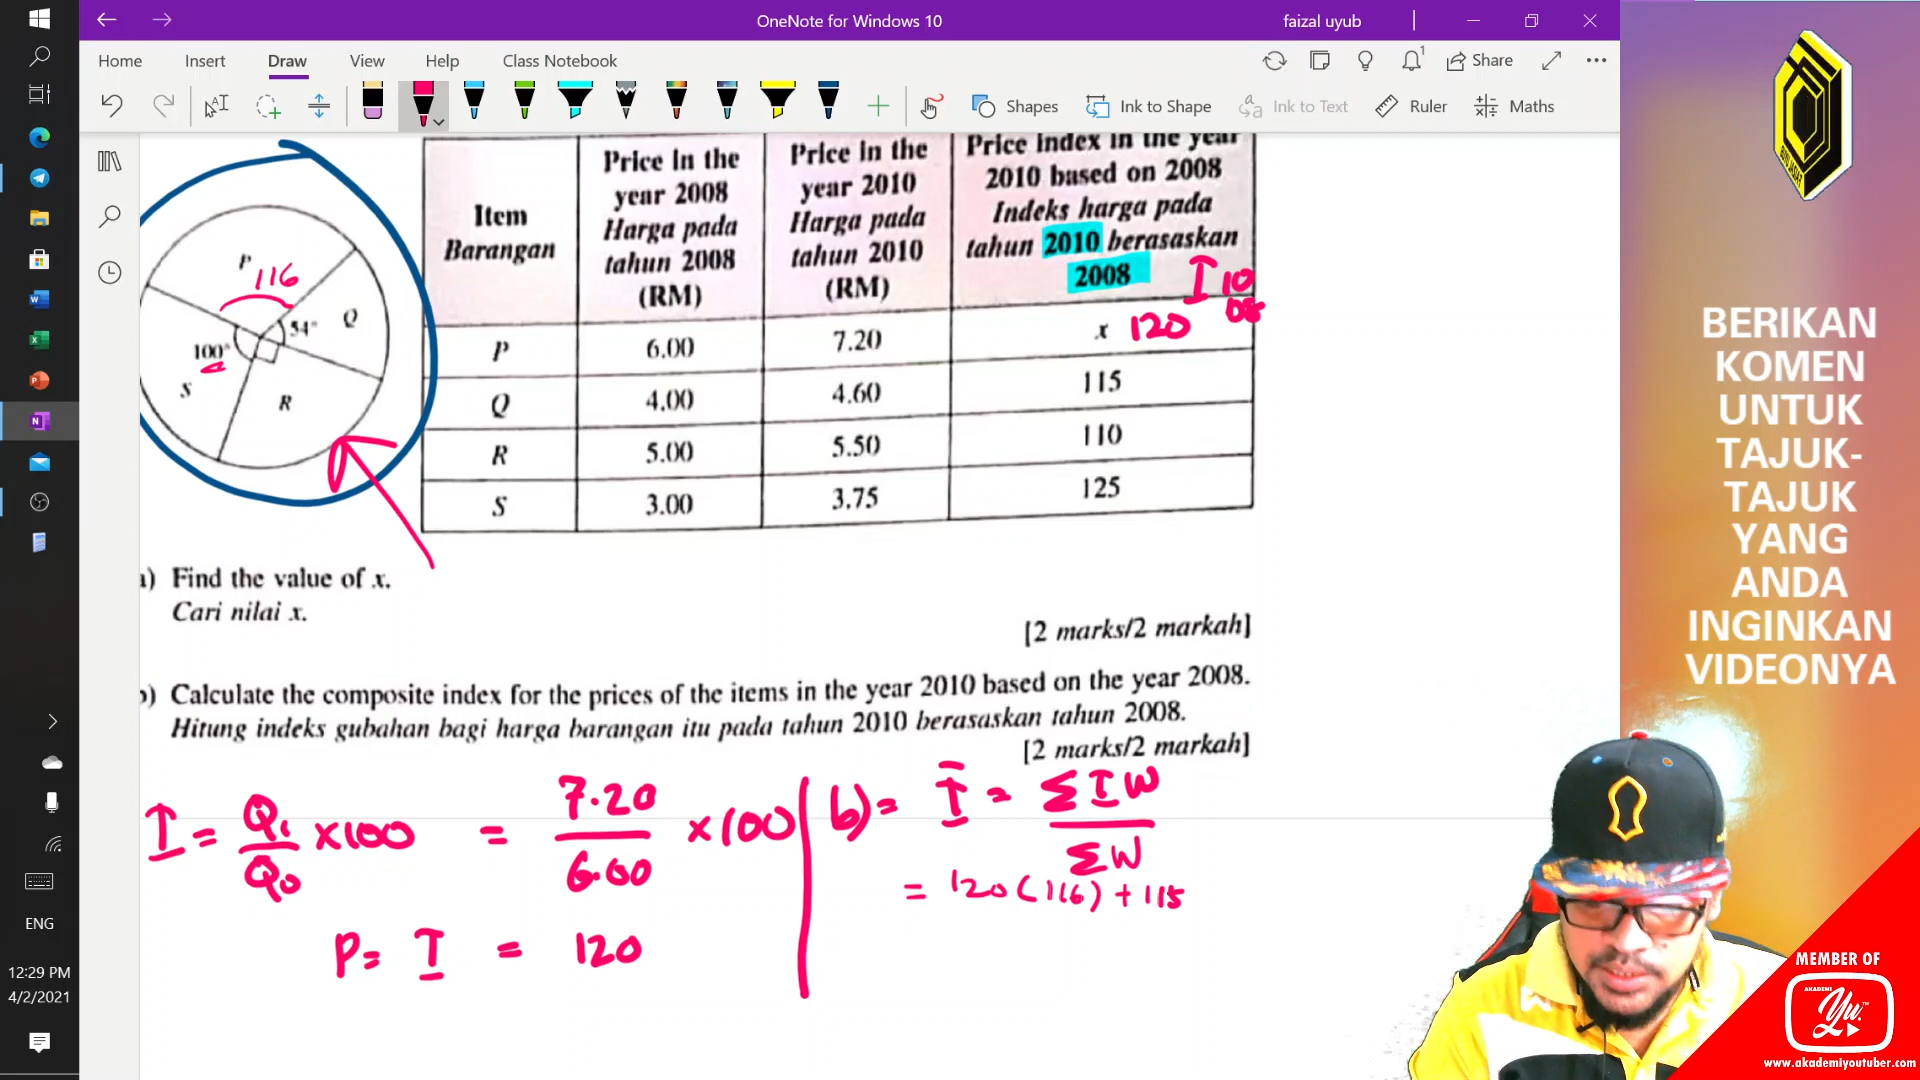 OneNote for Windows 10
faizal uyub
Home Insert Draw View Help Class Notebook
1
Share
Shapes
Ink to Shape
Ink to Text
Ruler
Maths
Item
Barangan
Price in the
year 2008
Harga pada
tahun 2008
(RM)
Price in the
year 2010
Harga pada
tahun 2010
(RM)
Price index in the year
2010 based on 2008
Indeks harga pada
tahun 2010 berasaskan
2008
I 10
08
P 6.00 7.20 x 120
Q 4.00 4.60 115
R 5.00 5.50 110
S 3.00 3.75 125
P
116
54°
Q
100°
S
R
a) Find the value of x.
Cari nilai x.
[2 marks/2 markah]
b) Calculate the composite index for the prices of the items in the year 2010 based on the year 2008.
Hitung indeks gubahan bagi harga barangan itu pada tahun 2010 berasaskan tahun 2008.
[2 marks/2 markah]
I = Q₁/Q₀ ×100 = 7.20/6.00 ×100
P = I = 120
b) = Ī = ΣIW/ΣW
= 120(116) + 115
ENG
12:29 PM
4/2/2021
BERIKAN
KOMEN
UNTUK
TAJUK-
TAJUK
YANG
ANDA
INGINKAN
VIDEONYA
MEMBER OF
AKADEMI
Yu.
™
www.akademiyoutuber.com